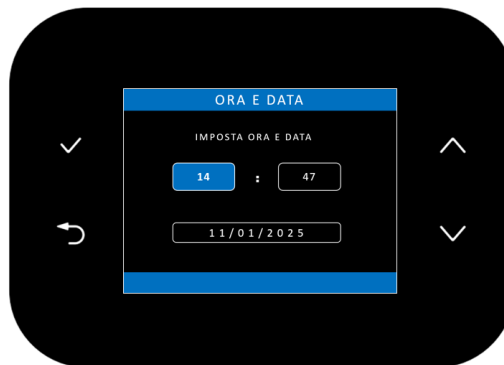 ORA E DATA
IMPOSTA ORA E DATA
14 : 47
11/01/2025